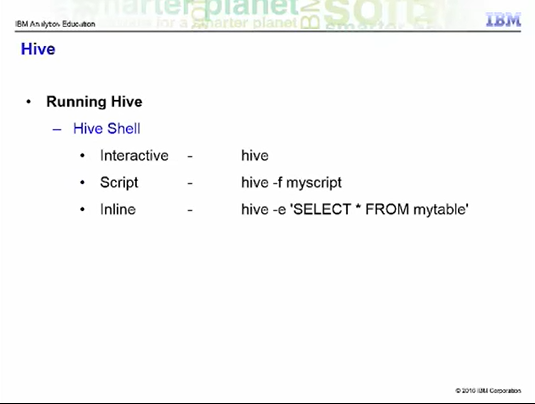 IBM Analytics Education
IBM
Hive
• Running Hive
– Hive Shell
• Interactive - hive
• Script - hive -f myscript
• Inline - hive -e 'SELECT * FROM mytable'
© 2016 IBM Corporation